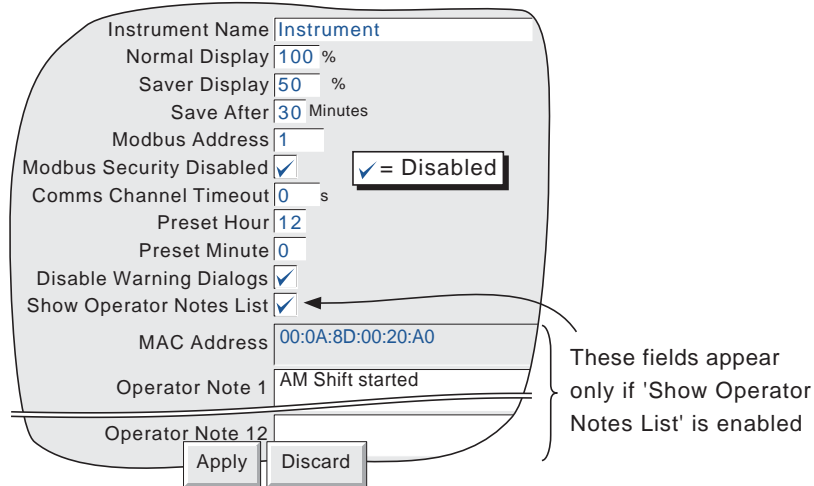 Instrument Name Instrument
Normal Display 100 %
Saver Display 50 %
Save After 30 Minutes
Modbus Address 1
Modbus Security Disabled ✓
✓= Disabled
Comms Channel Timeout 0 s
Preset Hour 12
Preset Minute 0
Disable Warning Dialogs ✓
Show Operator Notes List ✓
MAC Address 00:0A:8D:00:20:A0
Operator Note 1 AM Shift started
Operator Note 12
Apply Discard
These fields appear
only if 'Show Operator
Notes List' is enabled